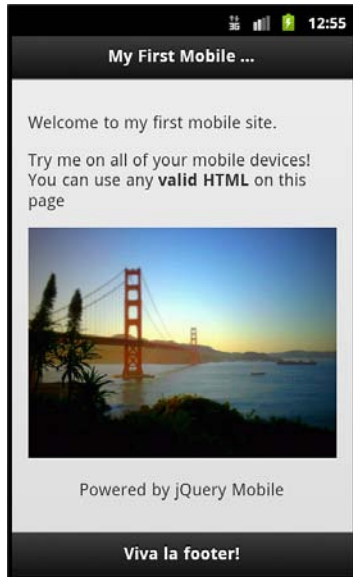 3G 12:55
My First Mobile ...
Welcome to my first mobile site.
Try me on all of your mobile devices!
You can use any valid HTML on this
page
Powered by jQuery Mobile
Viva la footer!